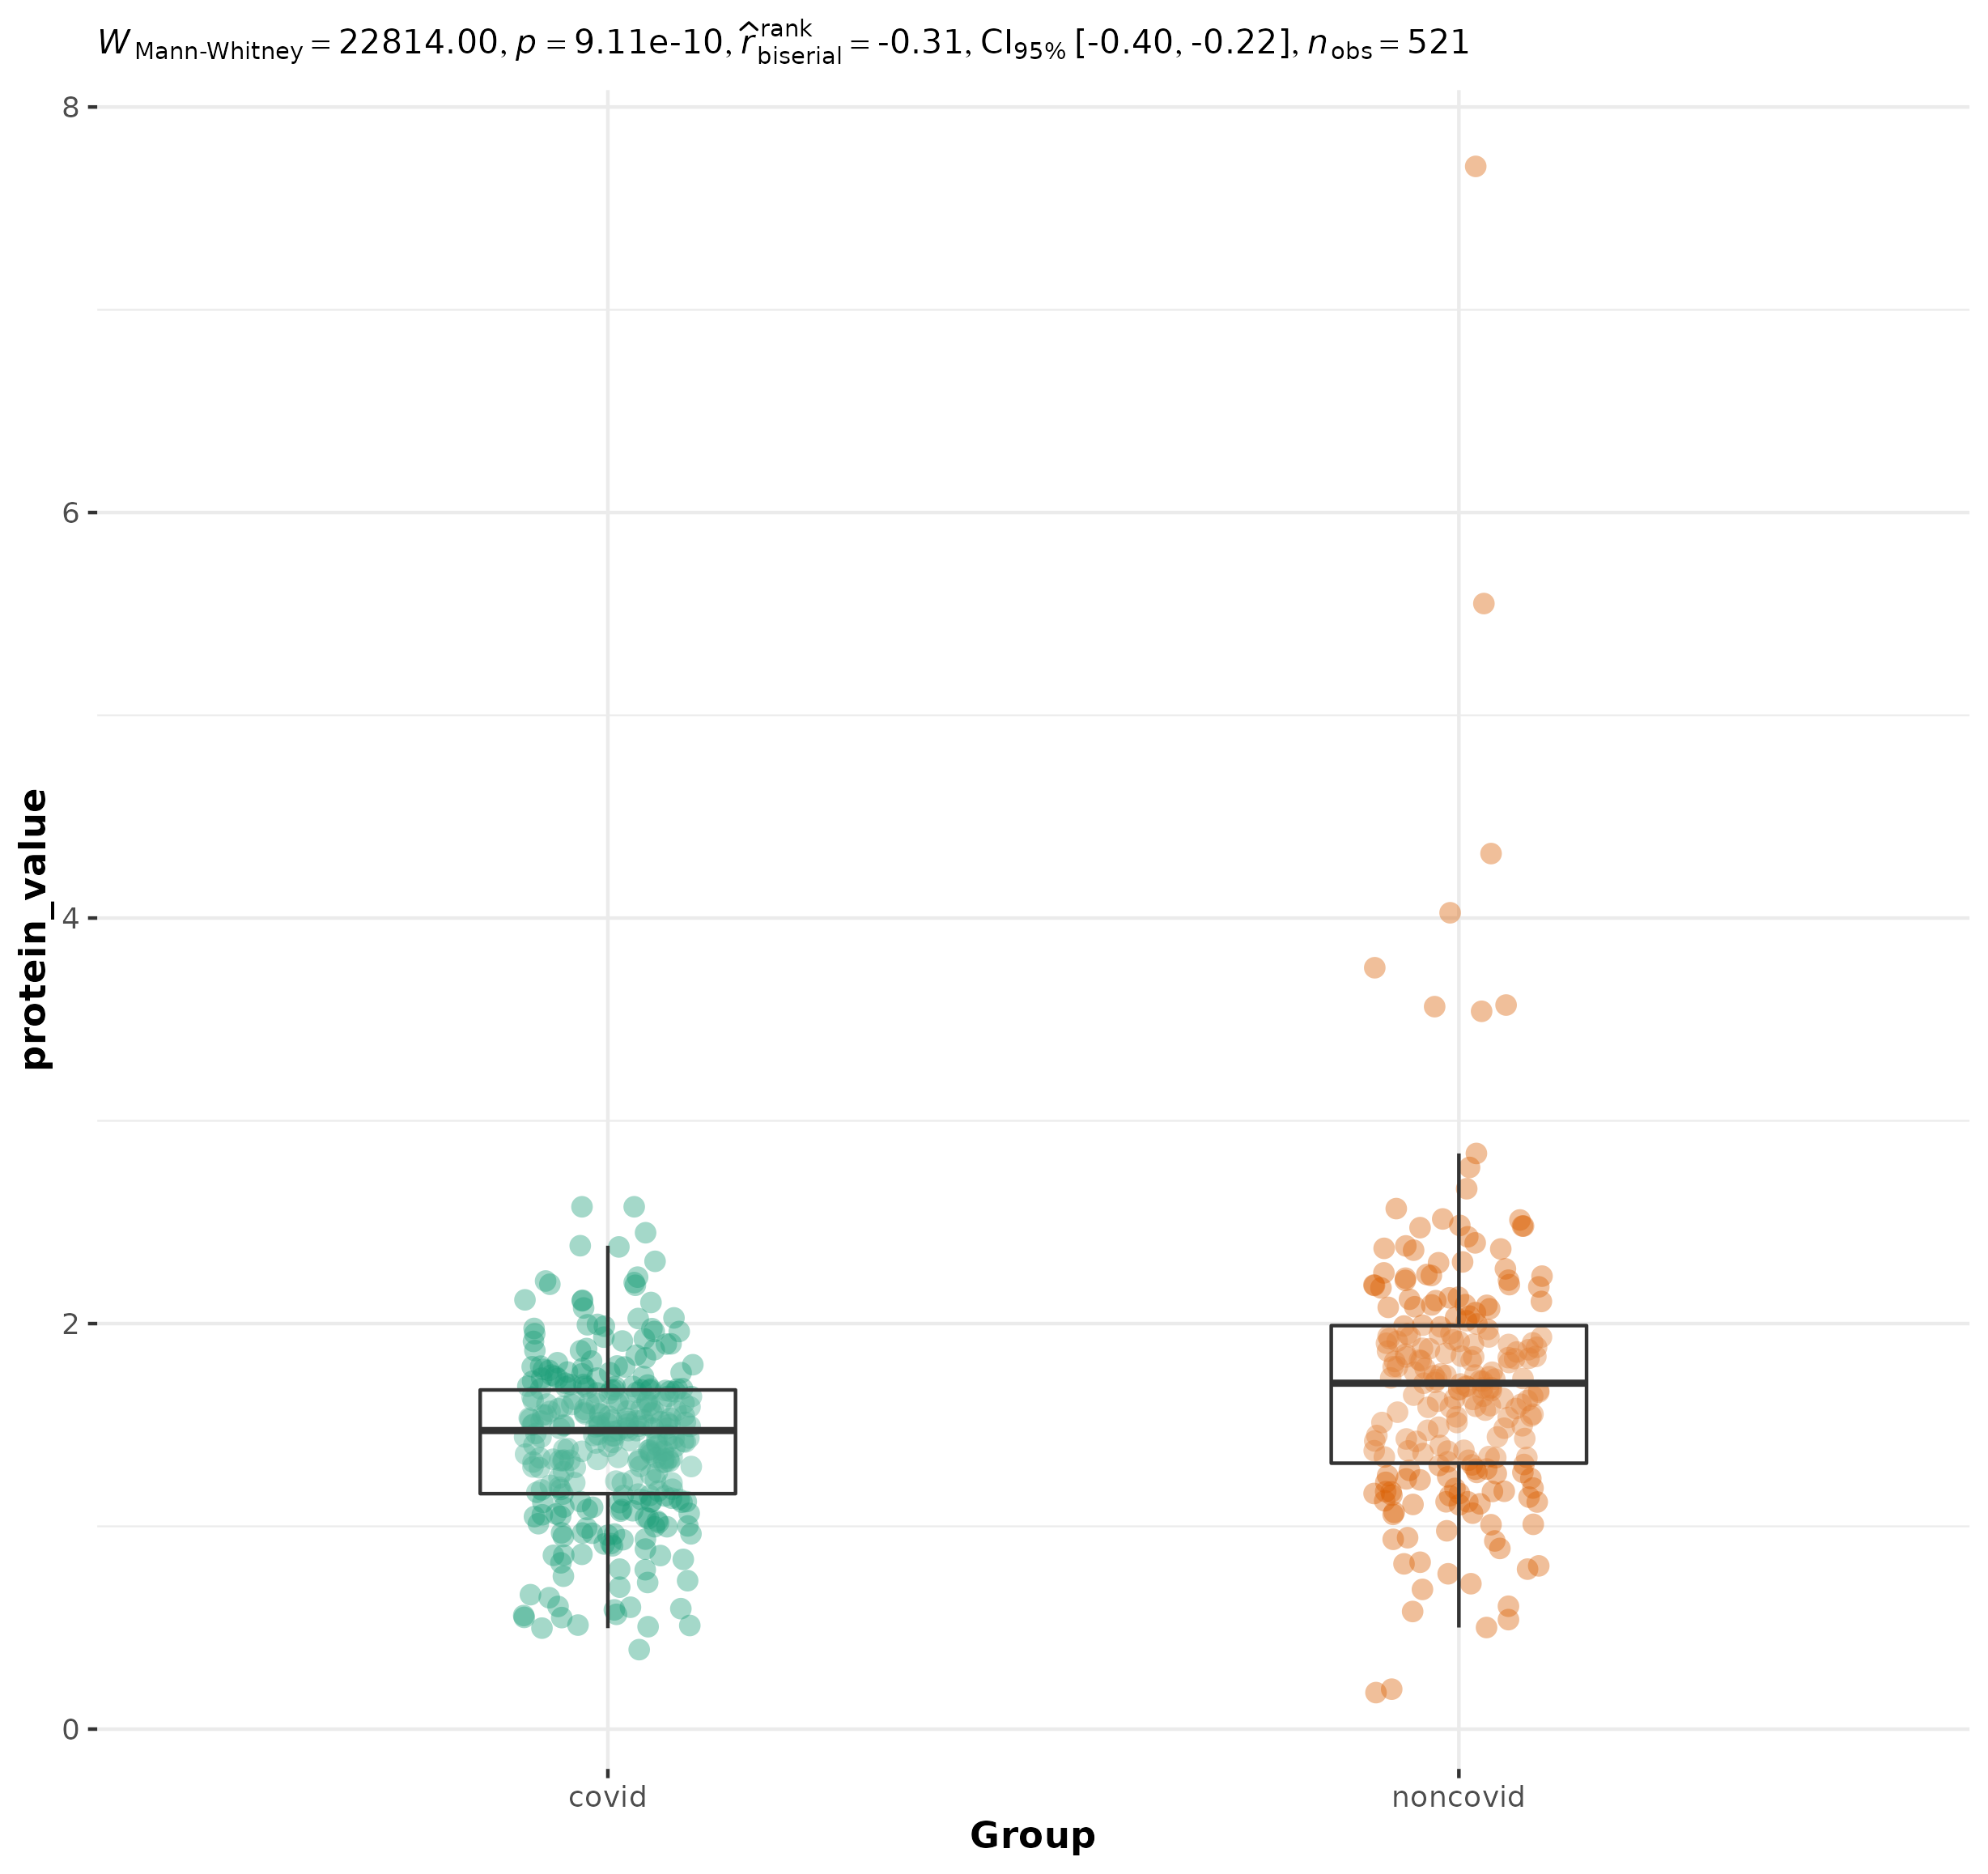 W Mann-Whitney = 22814.00, p = 9.11e-10, r̂ rank biserial = -0.31, CI95% [-0.40, -0.22], nobs = 521
8
6
4
2
0
protein_value
covid noncovid
Group